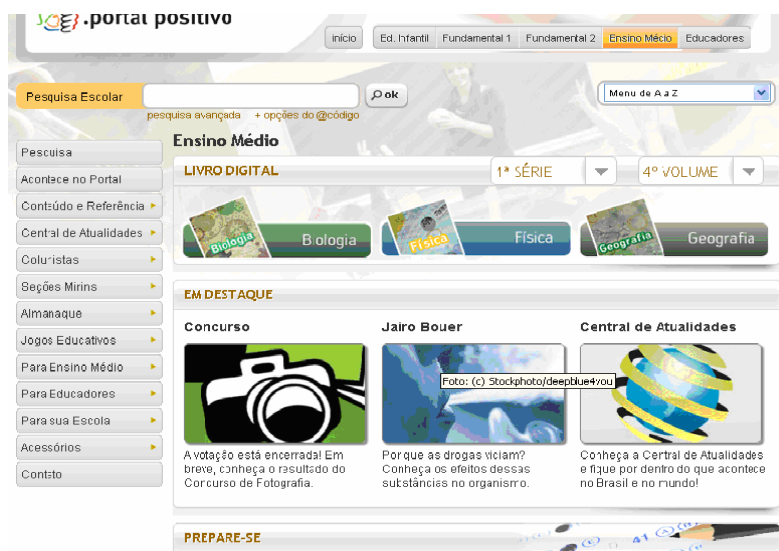 .portal positivo
início
Ed. Infantil
Fundamental 1
Fundamental 2
Ensino Médio
Educadores
Pesquisa Escolar
ok
Menu de A a Z
pesquisa avançada + opções do @código
Ensino Médio
Pesquisa
Acontece no Portal
Conteúdo e Referência
Central de Atualidades
Colunistas
Seções Mirins
Almanaque
Jogos Educativos
Para Ensino Médio
Para Educadores
Para sua Escola
Acessórios
Contato
LIVRO DIGITAL
1ª SÉRIE
4º VOLUME
Biologia
Biologia
Física
Física
Geografia
Geografia
EM DESTAQUE
Concurso
A votação está encerrada! Em
breve, conheça o resultado do
Concurso de Fotografia.
Jairo Bouer
Foto: (c) Stockphoto/deepblue4you
Por que as drogas viciam?
Conheça os efeitos dessas
substâncias no organismo.
Central de Atualidades
Conheça a Central de Atualidades
e fique por dentro do que acontece
no Brasil e no mundo!
PREPARE-SE
41